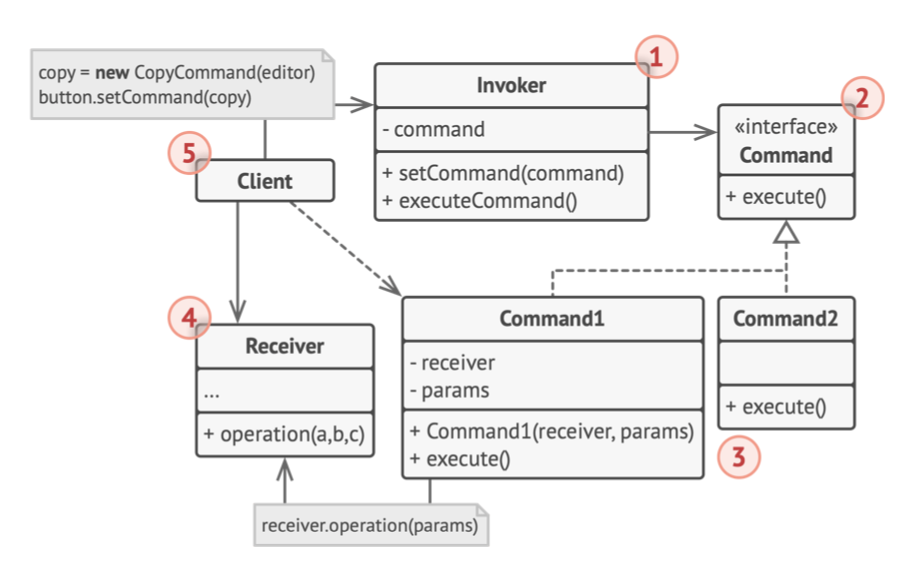 copy = new CopyCommand(editor)
button.setCommand(copy)
1
Invoker
- command
+ setCommand(command)
+ executeCommand()
2
«interface»
Command
+ execute()
5
Client
4
Receiver
...
+ operation(a,b,c)
Command1
- receiver
- params
+ Command1(receiver, params)
+ execute()
Command2
+ execute()
3
receiver.operation(params)